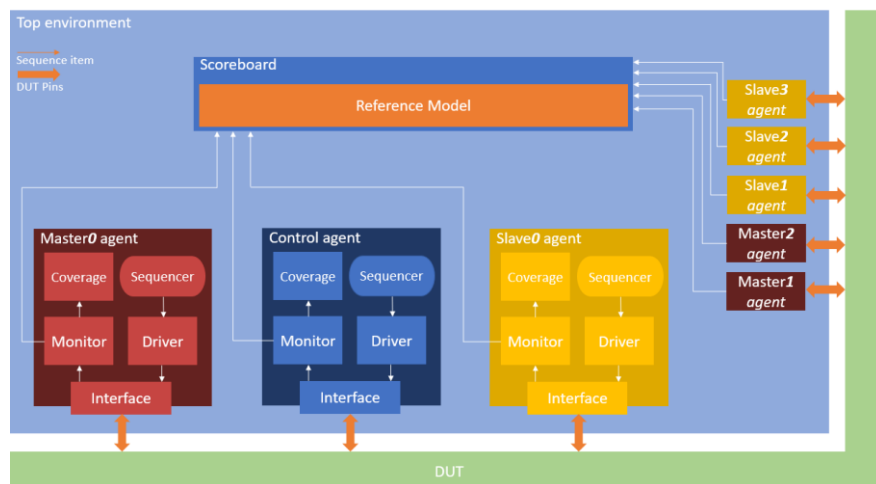 Top environment
Sequence item
DUT Pins
Scoreboard
Reference Model
Slave3
agent
Slave2
agent
Slave1
agent
Master2
agent
Master1
agent
Master0 agent
Coverage
Sequencer
Monitor
Driver
Interface
Control agent
Coverage
Sequencer
Monitor
Driver
Interface
Slave0 agent
Coverage
Sequencer
Monitor
Driver
Interface
DUT